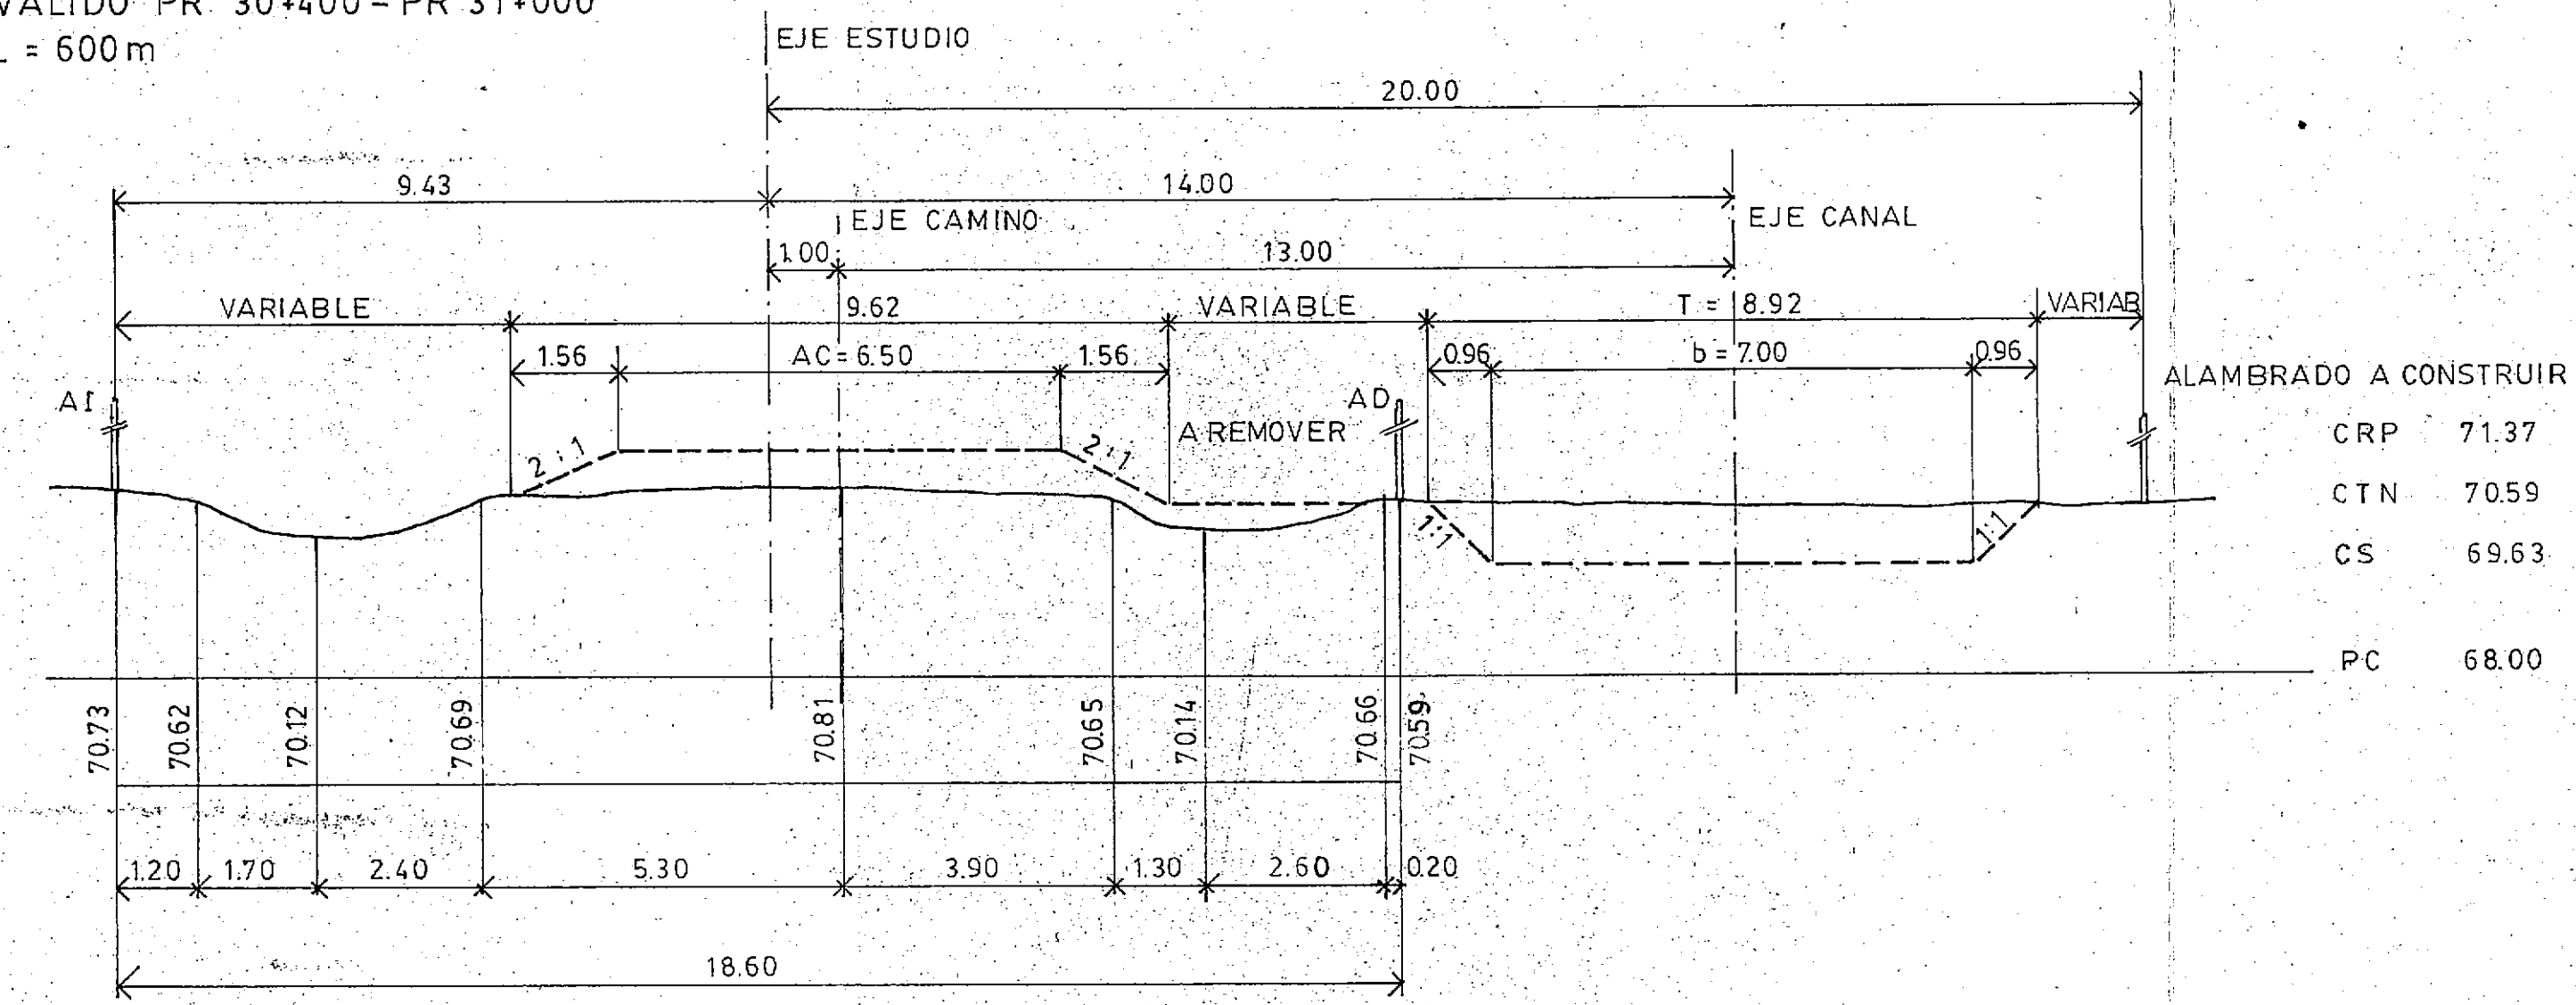 VALIDO PR 30+400 - PR 31+000
L = 600m
EJE ESTUDIO
20.00
9.43
14.00
EJE CAMINO
EJE CANAL
1.00
13.00
VARIABLE
9.62
VARIABLE
T = 8.92
VARIAB
1.56
AC = 6.50
1.56
0.96
b = 7.00
0.96
ALAMBRADO A CONSTRUIR
AI
AD
A REMOVER
CRP 71.37
2:1
2:1
CTN 70.59
1:1
1:1
CS 69.63
PC 68.00
70.73
70.62
70.12
70.69
70.81
70.65
70.14
70.66
70.59
1.20
1.70
2.40
5.30
3.90
1.30
2.60
0.20
18.60